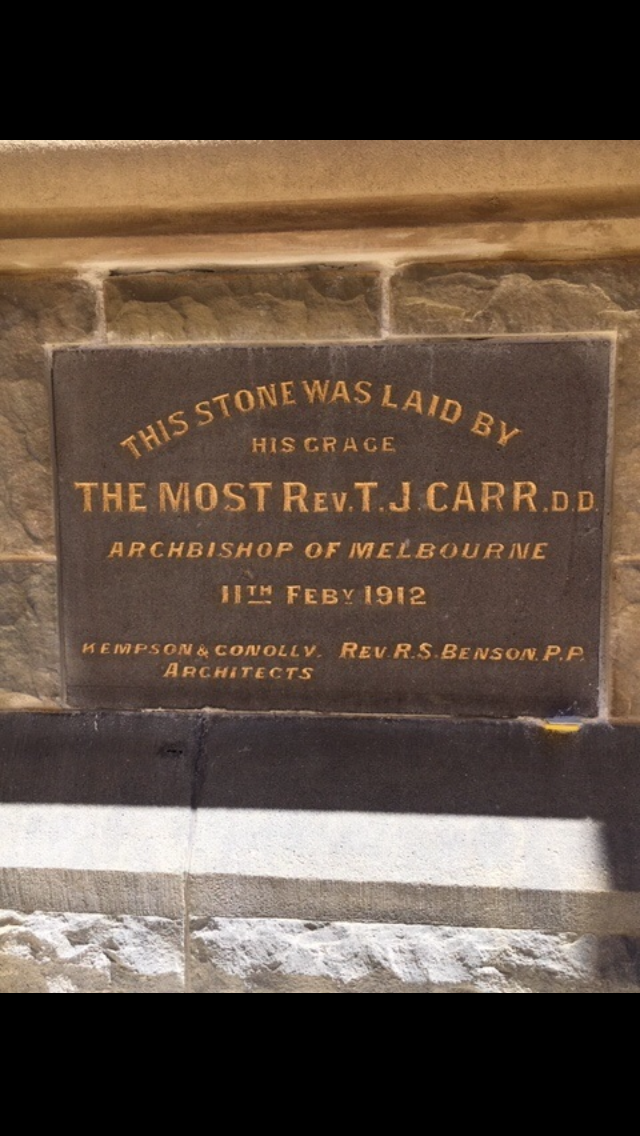 THIS STONE WAS LAID BY
HIS GRACE
THE MOST REV. T. J. CARR. D.D.
ARCHBISHOP OF MELBOURNE
11TH FEBY 1912
KEMPSON & CONOLLY. REV. R. S. BENSON. P. P.
ARCHITECTS